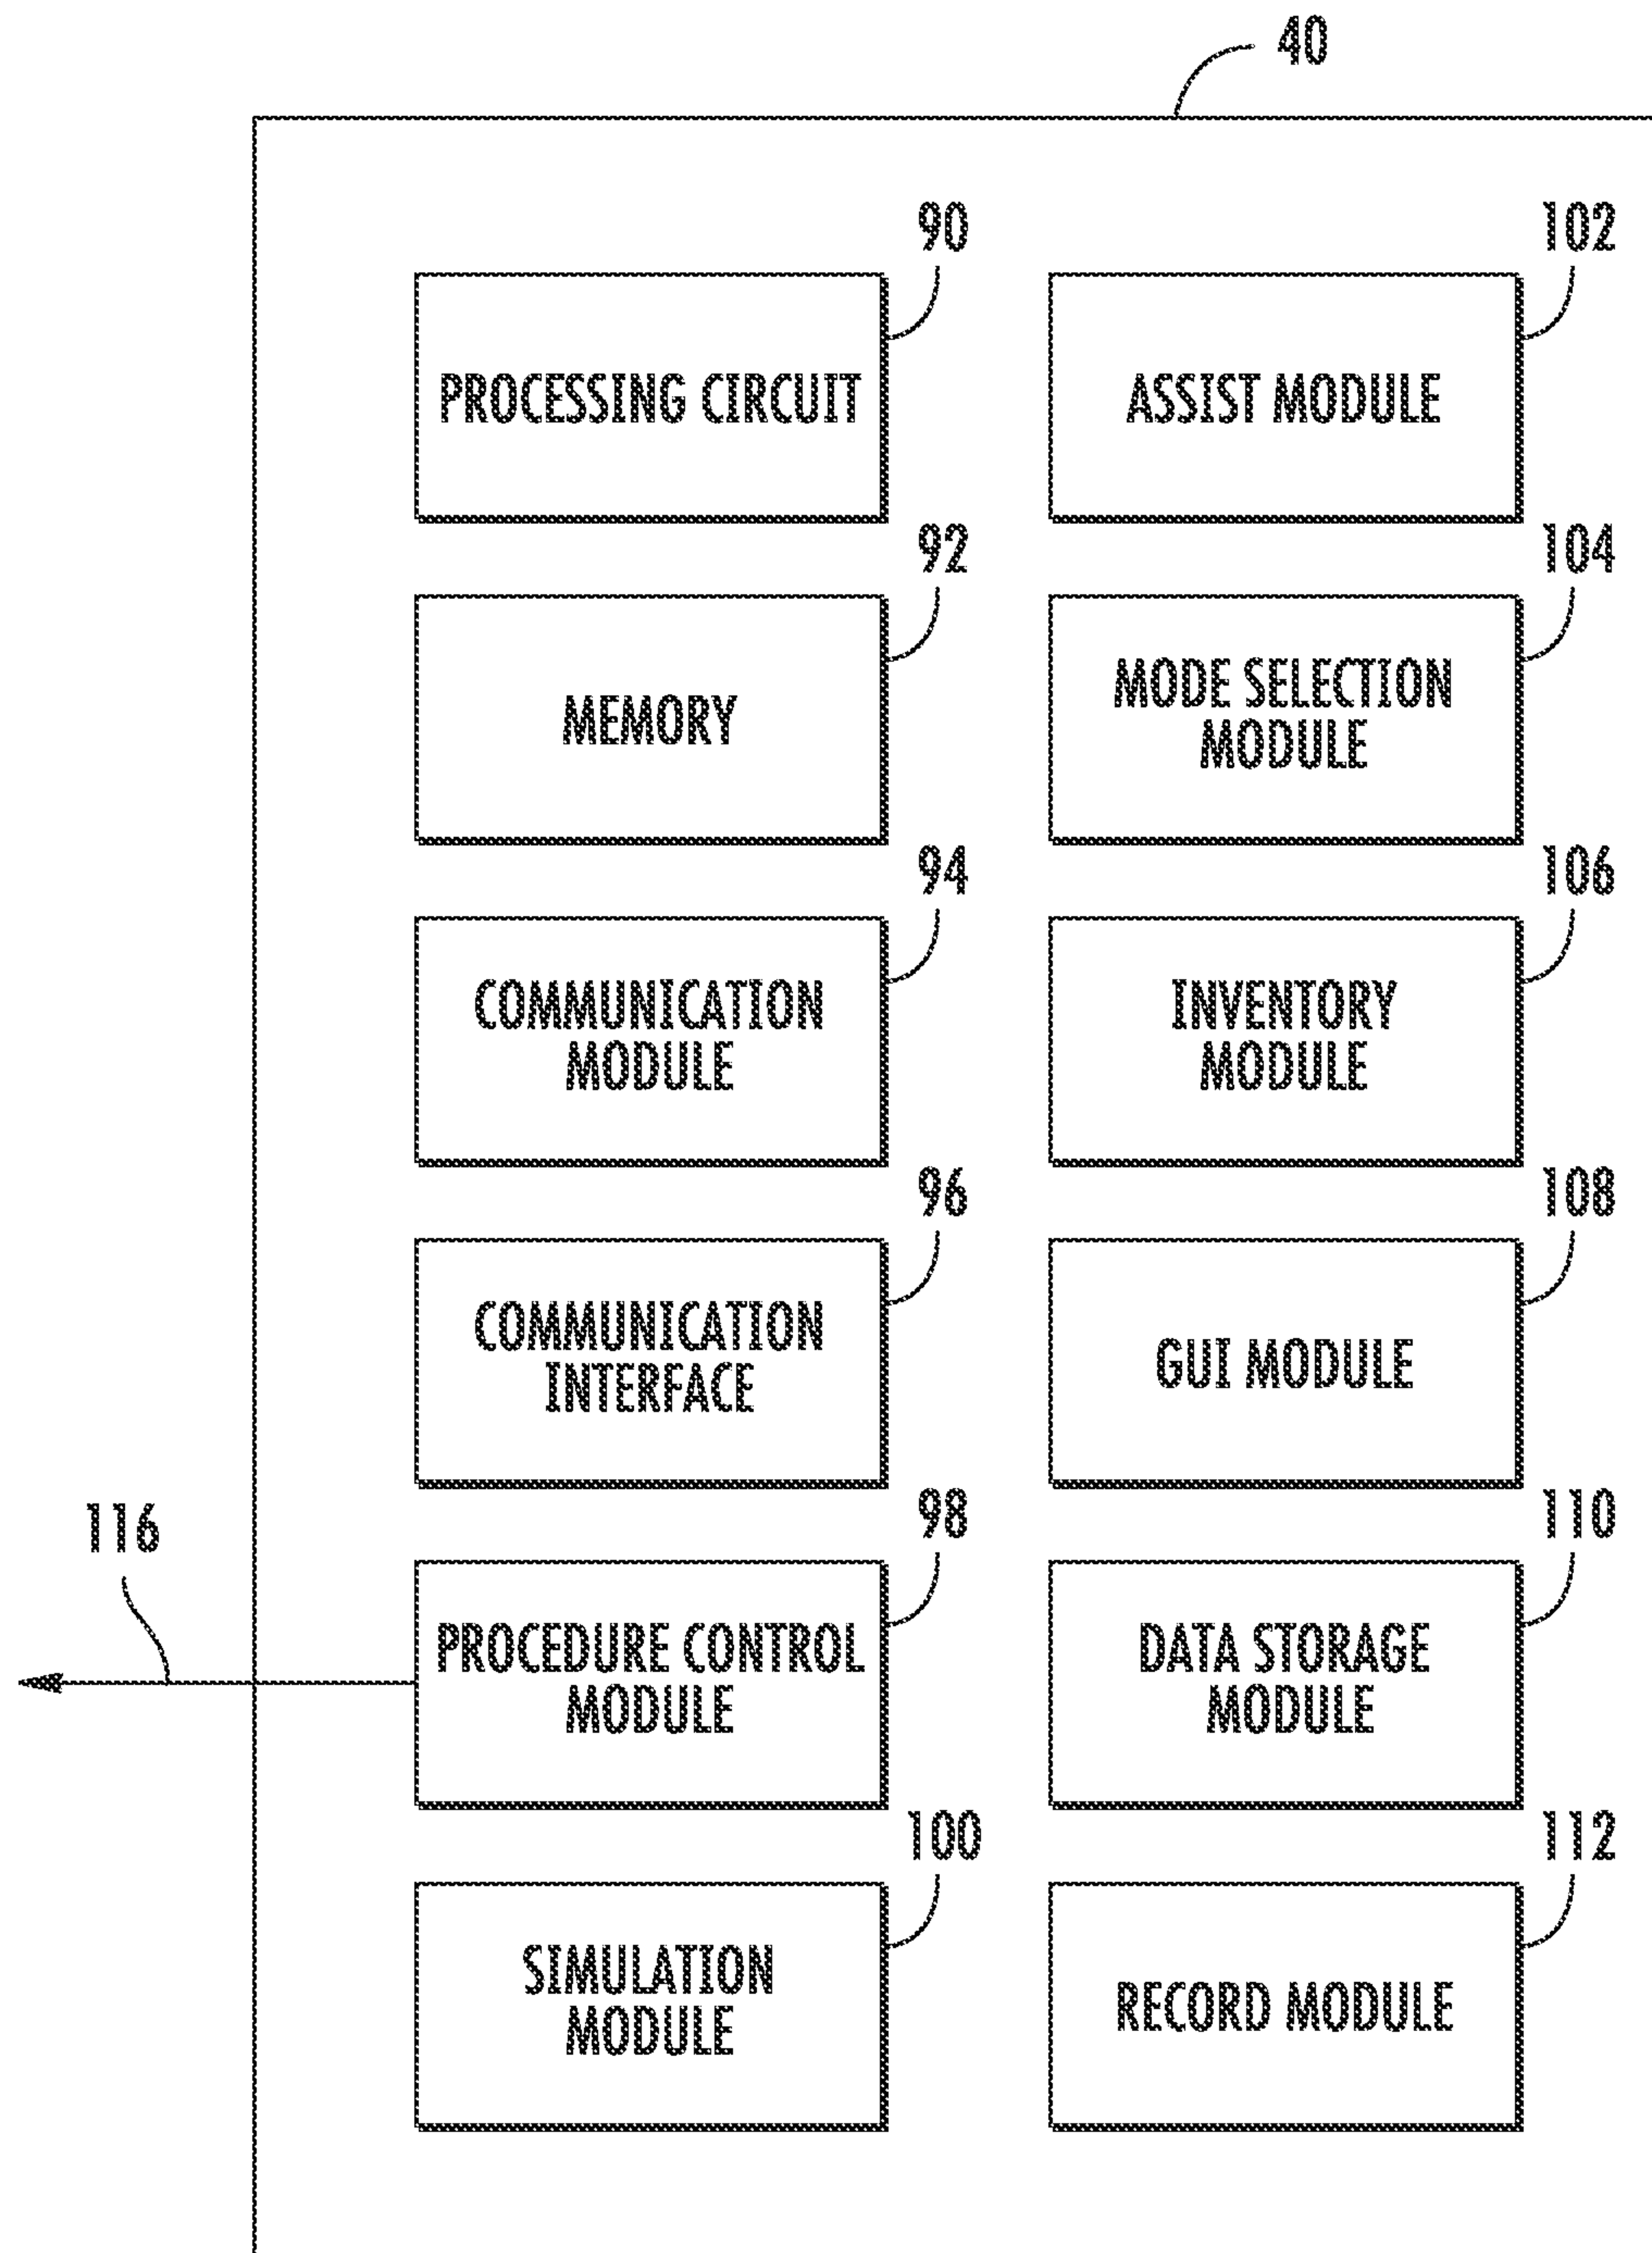 40
90
102
PROCESSING CIRCUIT
ASSIST MODULE
92
104
MEMORY
MODE SELECTION
MODULE
94
106
COMMUNICATION
MODULE
INVENTORY
MODULE
96
108
COMMUNICATION
INTERFACE
GUI MODULE
116
98
110
PROCEDURE CONTROL
MODULE
DATA STORAGE
MODULE
100
112
SIMULATION
MODULE
RECORD MODULE